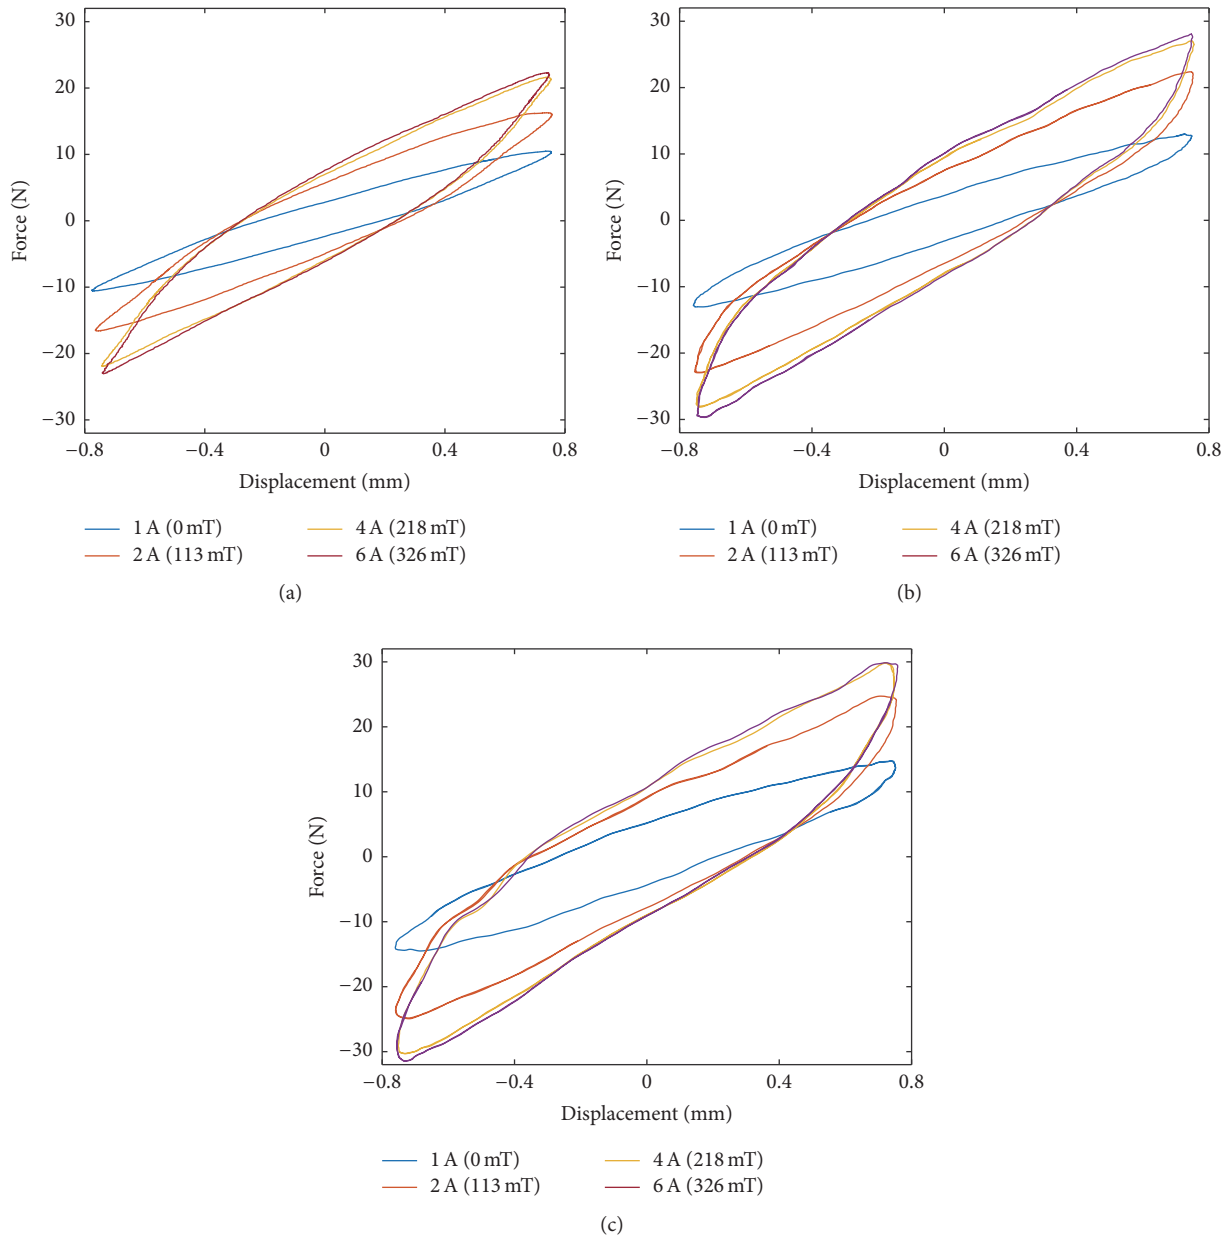 30
20
10
0
−10
−20
−30
Force (N)
−0.8
−0.4
0
0.4
0.8
Displacement (mm)
1 A (0 mT)
4 A (218 mT)
2 A (113 mT)
6 A (326 mT)
(a)
30
20
10
0
−10
−20
−30
Force (N)
−0.8
−0.4
0
0.4
0.8
Displacement (mm)
1 A (0 mT)
4 A (218 mT)
2 A (113 mT)
6 A (326 mT)
(b)
30
20
10
0
−10
−20
−30
Force (N)
−0.8
−0.4
0
0.4
0.8
Displacement (mm)
1 A (0 mT)
4 A (218 mT)
2 A (113 mT)
6 A (326 mT)
(c)